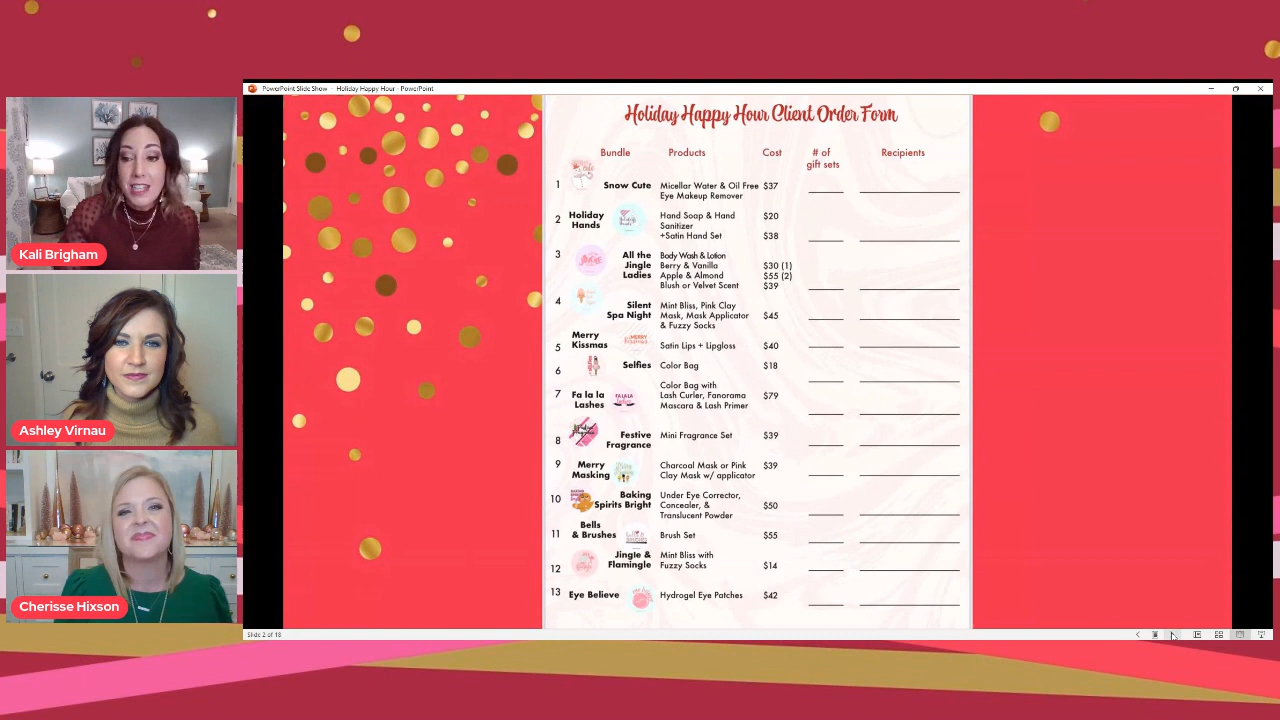 PowerPoint Slide Show - Holiday Happy Hour - PowerPoint
Holiday Happy Hour Client Order Form
Bundle Products Cost # of gift sets Recipients
1 Snow Cute Micellar Water & Oil Free $37
Eye Makeup Remover
2 Holiday Hands Hand Soap & Hand $20
Sanitizer
+Satin Hand Set $38
3 All the Jingle Ladies Body Wash & Lotion
Berry & Vanilla $30 (1)
Apple & Almond $55 (2)
Blush or Velvet Scent $39
4 Silent Spa Night Mint Bliss, Pink Clay
Mask, Mask Applicator $45
& Fuzzy Socks
5 Merry Kissmas Satin Lips + Lipgloss $40
6 Selfies Color Bag $18
7 Fa la la Lashes Color Bag with
Lash Curler, Fanorama $79
Mascara & Lash Primer
8 Festive Fragrance Mini Fragrance Set $39
9 Merry Masking Charcoal Mask or Pink $39
Clay Mask w/ applicator
10 Baking Spirits Bright Under Eye Corrector,
Concealer, & $50
Translucent Powder
11 Bells & Brushes Brush Set $55
12 Jingle & Flamingle Mint Bliss with
Fuzzy Socks $14
13 Eye Believe Hydrogel Eye Patches $42
Slide 2 of 18
Kali Brigham
Ashley Virnau
Cherisse Hixson